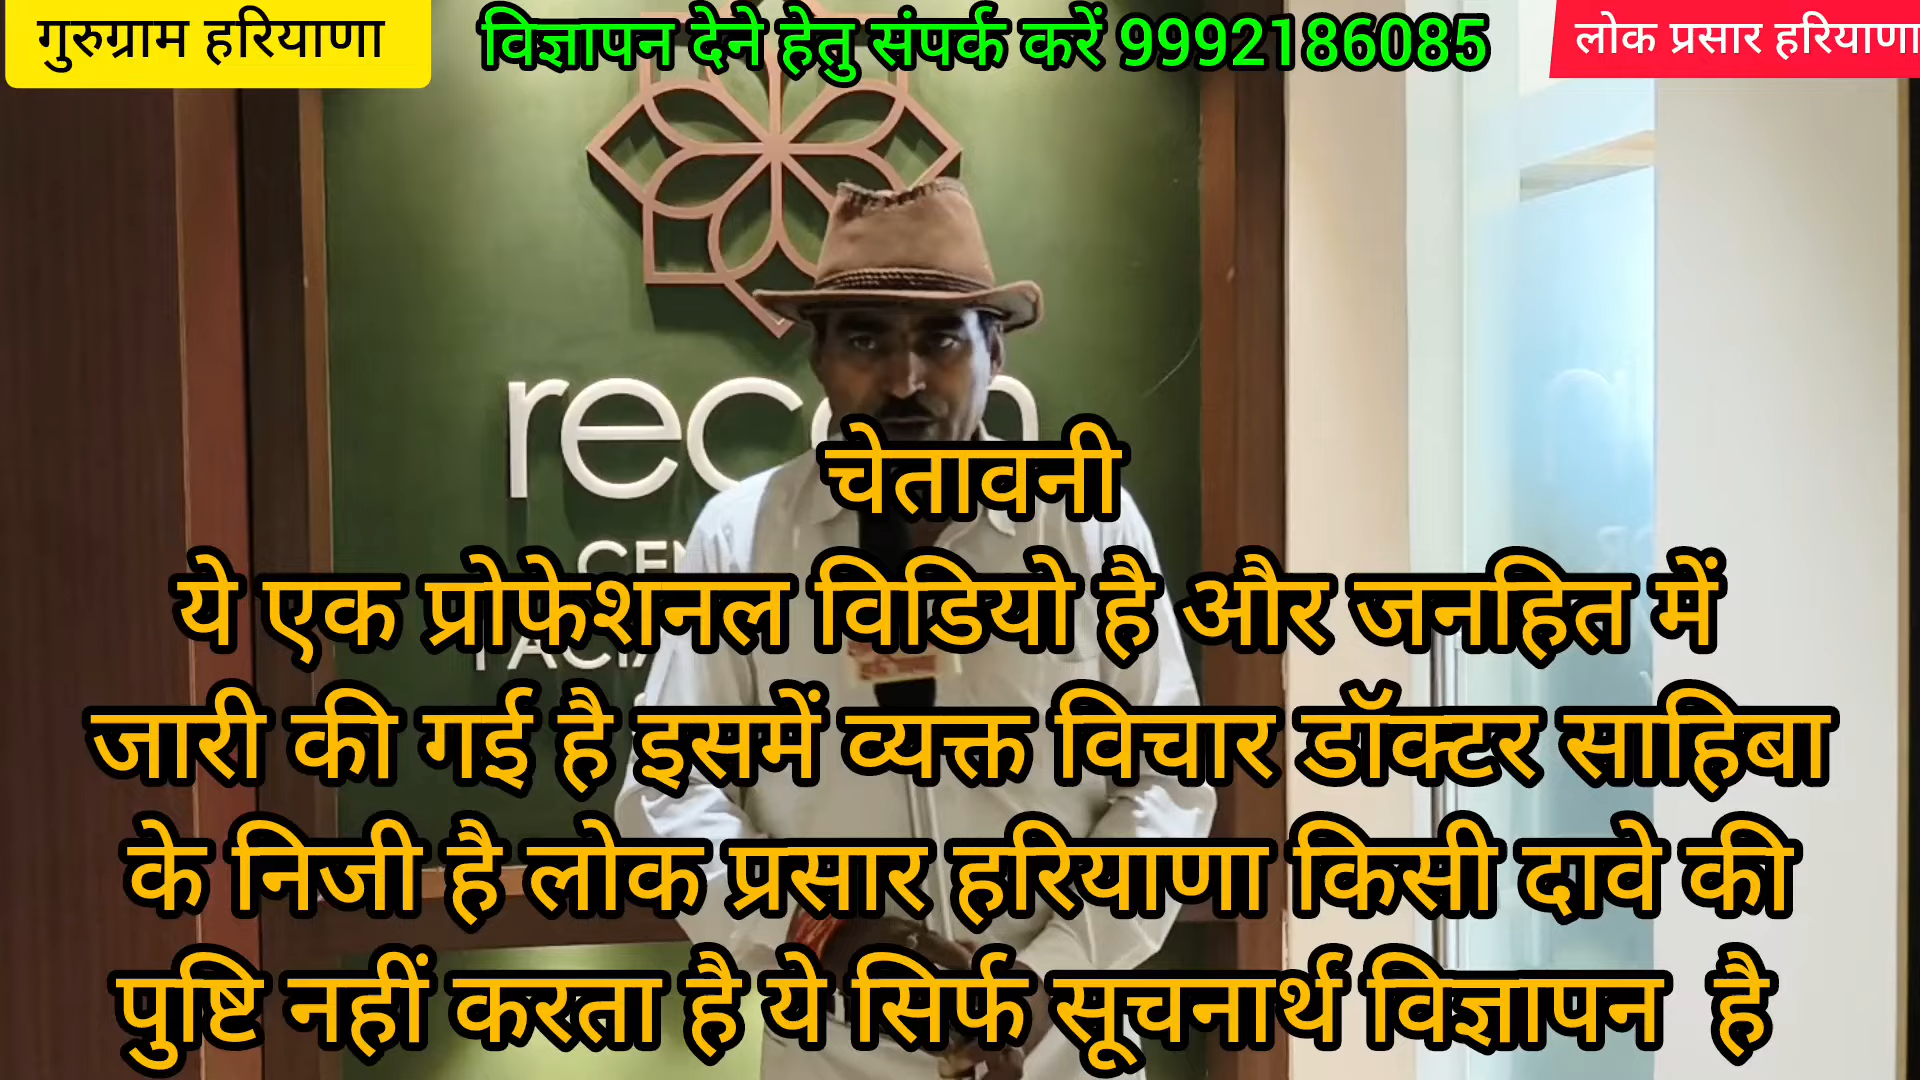 गुरुग्राम हरियाणा
विज्ञापन देने हेतु संपर्क करें 9992186085
लोक प्रसार हरियाणा
चेतावनी
ये एक प्रोफेशनल विडियो है और जनहित में
जारी की गई है इसमें व्यक्त विचार डॉक्टर साहिबा
के निजी है लोक प्रसार हरियाणा किसी दावे की
पुष्टि नहीं करता है ये सिर्फ सूचनार्थ विज्ञापन है